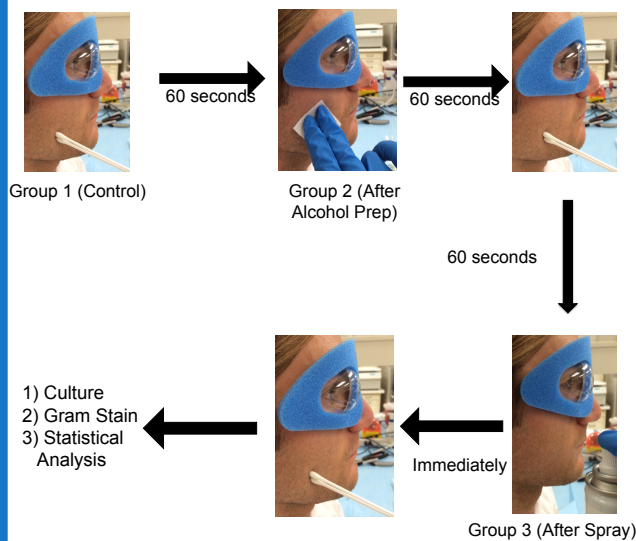 60 seconds
60 seconds
Group 1 (Control)
Group 2 (After
Alcohol Prep)
60 seconds
1) Culture
2) Gram Stain
3) Statistical
Analysis
Immediately
Group 3 (After Spray)